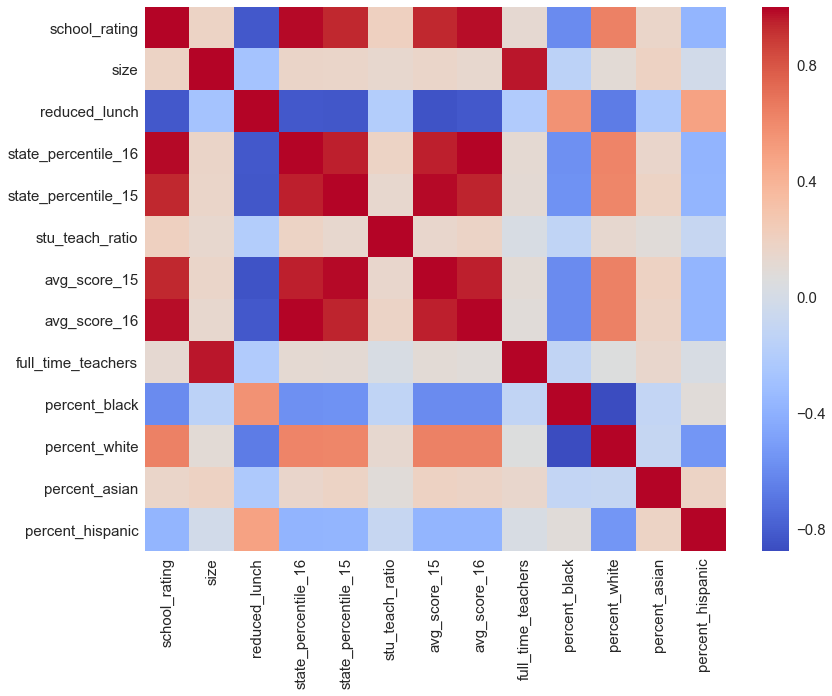 school_rating
size
reduced_lunch
state_percentile_16
state_percentile_15
stu_teach_ratio
avg_score_15
avg_score_16
full_time_teachers
percent_black
percent_white
percent_asian
percent_hispanic
school_rating
size
reduced_lunch
state_percentile_16
state_percentile_15
stu_teach_ratio
avg_score_15
avg_score_16
full_time_teachers
percent_black
percent_white
percent_asian
percent_hispanic
0.8
0.4
0.0
−0.4
−0.8